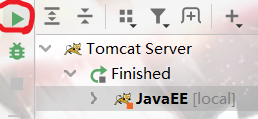 Tomcat Server
Finished
JavaEE [local]